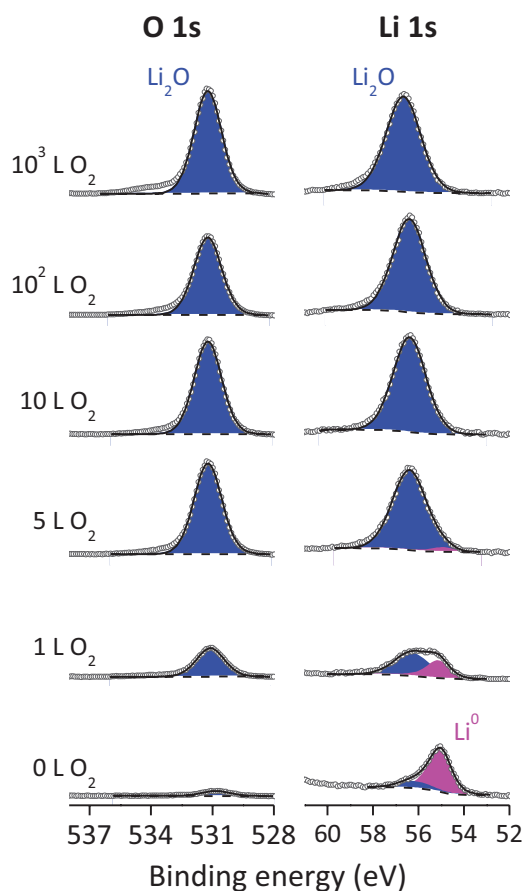 O 1s Li 1s
Li₂O Li₂O
10³ L O₂
10² L O₂
10 L O₂
5 L O₂
1 L O₂
Li⁰
0 L O₂
537 534 531 528 60 58 56 54 52
Binding energy (eV)